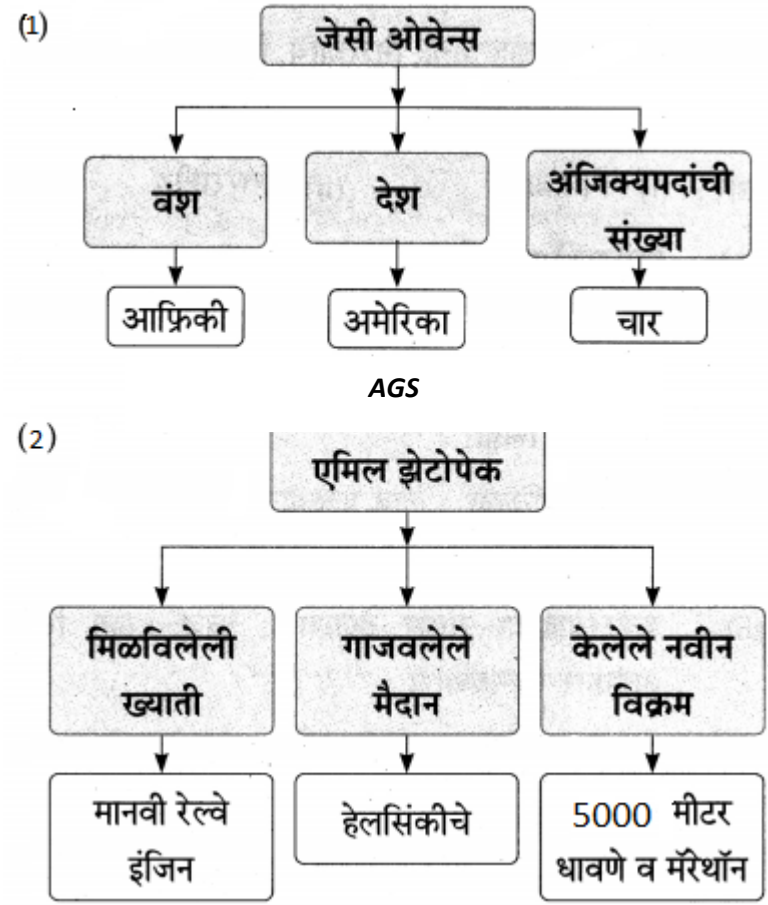 (1)
जेसी ओवेन्स
वंश
देश
अंजिक्यपदांची
संख्या
आफ्रिकी
अमेरिका
चार
AGS
(2)
एमिल झेटोपेक
मिळविलेली
ख्याती
गाजवलेले
मैदान
केलेले नवीन
विक्रम
मानवी रेल्वे
इंजिन
हेलसिंकीचे
5000 मीटर
धावणे व मॅरेथॉन